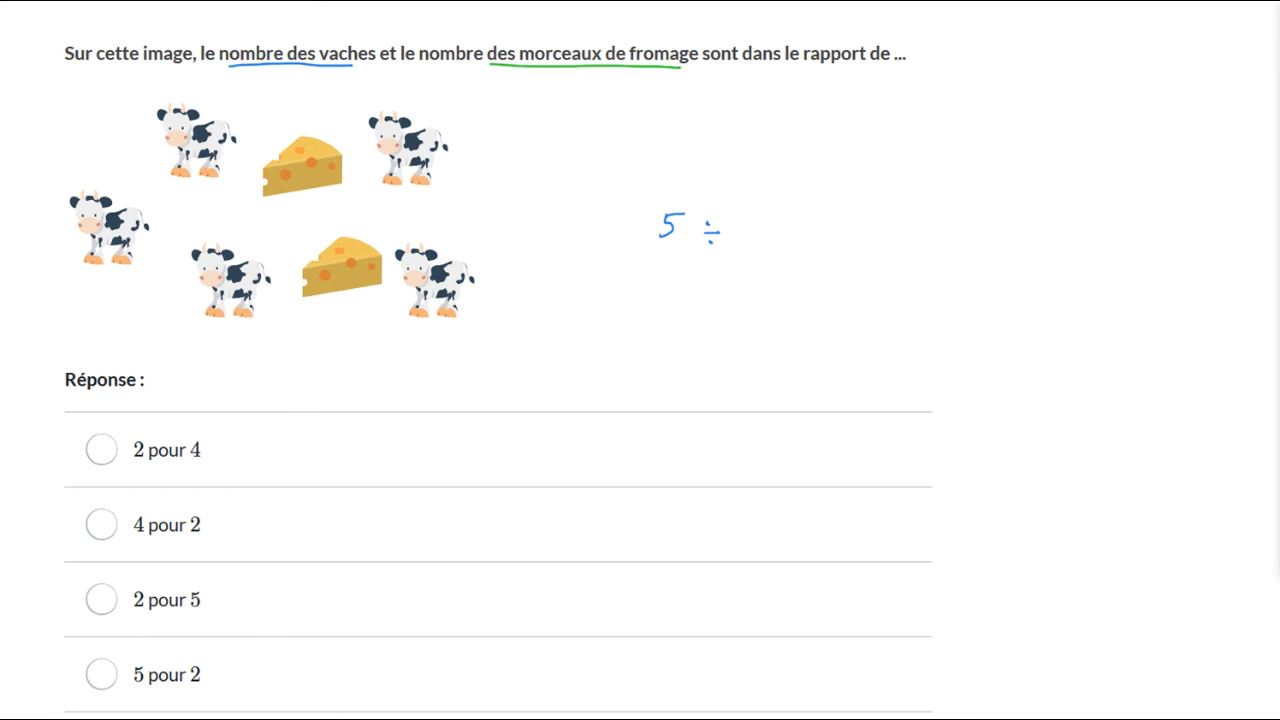 Sur cette image, le nombre des vaches et le nombre des morceaux de fromage sont dans le rapport de ...
5 ÷
Réponse :
2 pour 4
4 pour 2
2 pour 5
5 pour 2